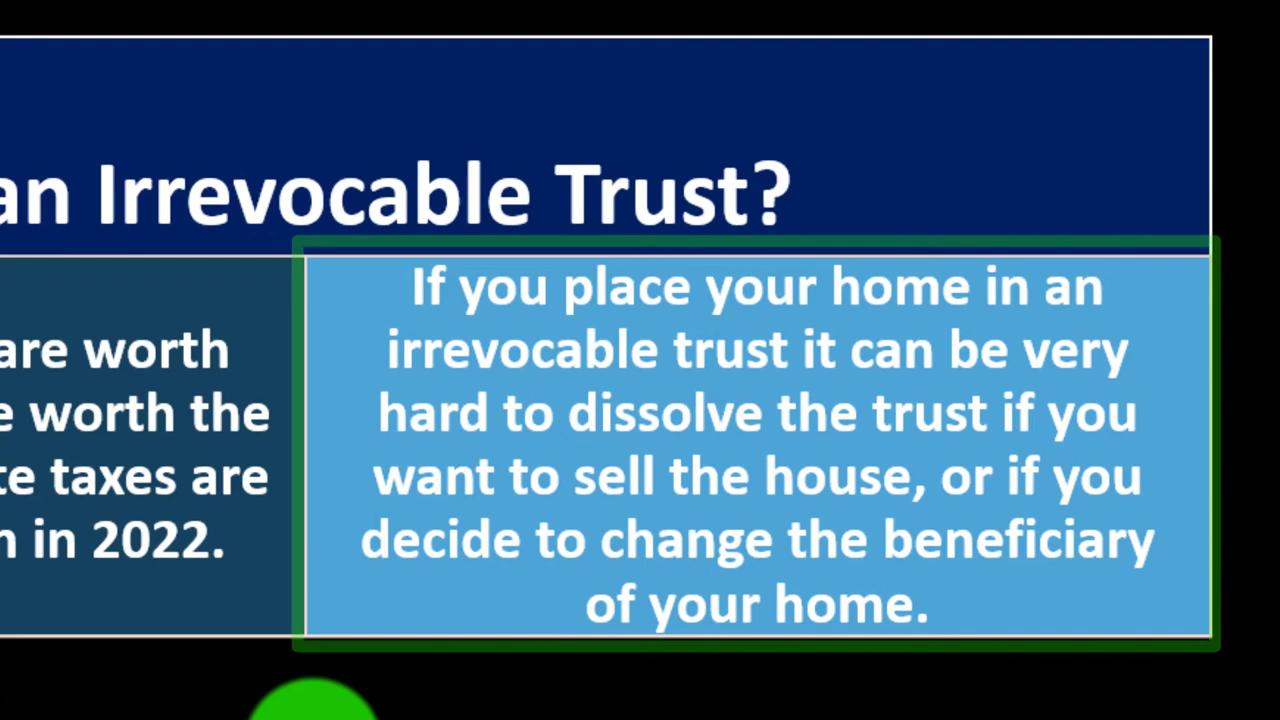 an Irrevocable Trust?
are worth
worth the
taxes are
in 2022.
If you place your home in an
irrevocable trust it can be very
hard to dissolve the trust if you
want to sell the house, or if you
decide to change the beneficiary
of your home.